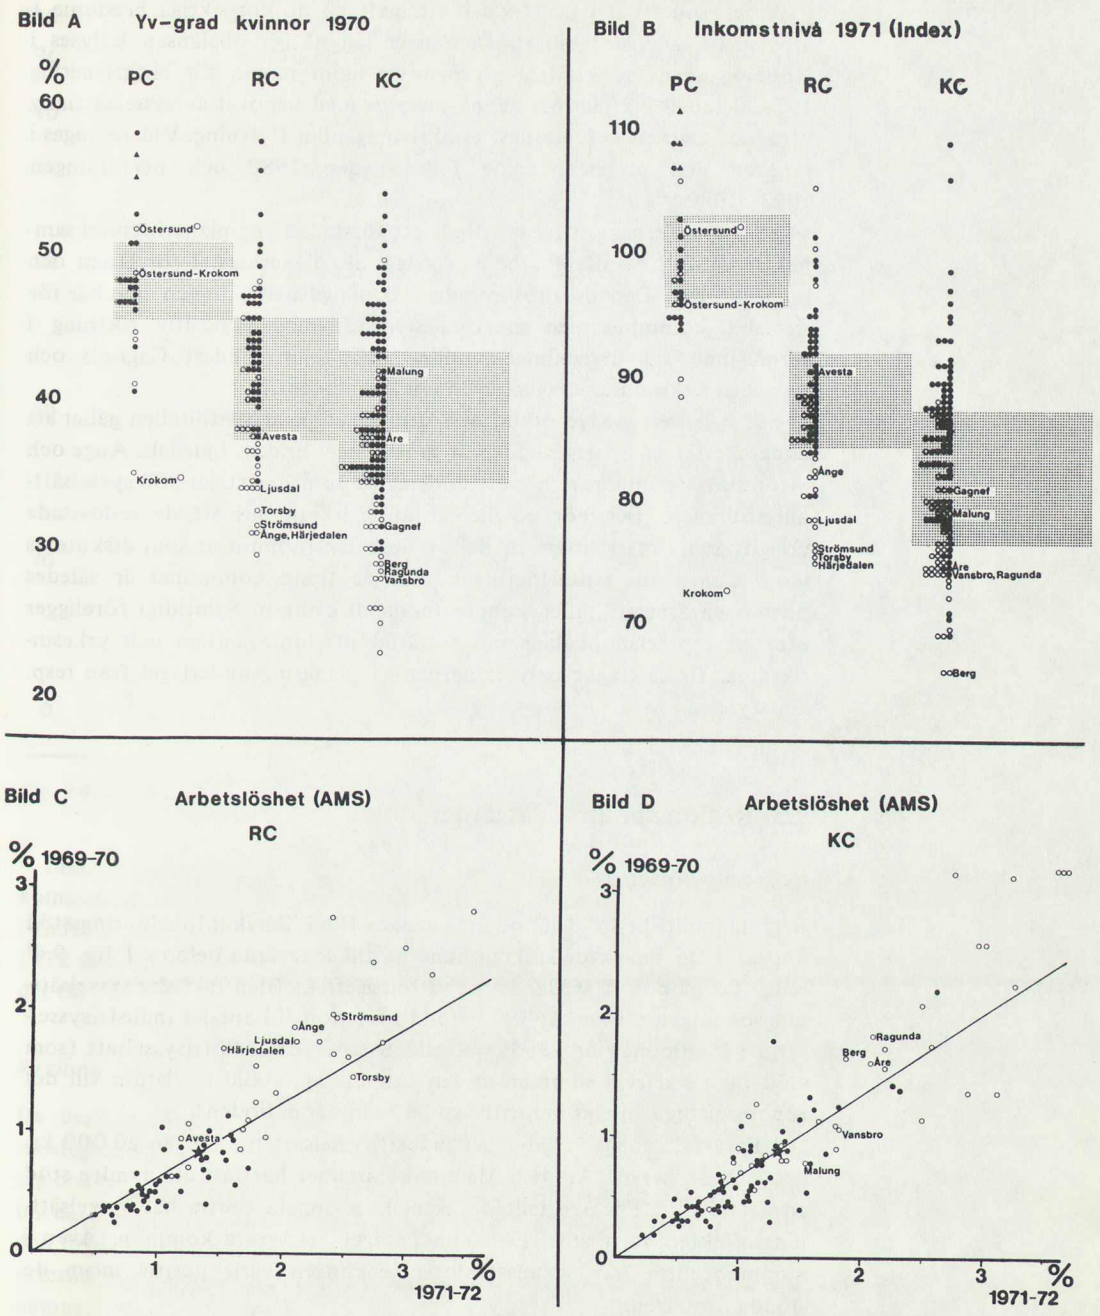 Bild A
Yv-grad kvinnor 1970
%
PC
RC
KC
60
50
40
30
20
Östersund
Östersund-Krokom
Malung
Åre
Avesta
Krokom
Ljusdal
Torsby
Strömsund
Ånge, Härjedalen
Gagnef
Berg
Ragunda
Vansbro
Bild B
Inkomstnivå 1971 (Index)
PC
RC
KC
110
100
90
80
70
Östersund
Östersund-Krokom
Avesta
Ånge
Gagnef
Malung
Ljusdal
Strömsund
Torsby
Härjedalen
Åre
Vansbro, Ragunda
Krokom
Berg
Bild C
Arbetslöshet (AMS)
RC
% 1969-70
3
2
1
0
Strömsund
Ånge
Ljusdal
Härjedalen
Torsby
Avesta
1
2
3
%
1971-72
Bild D
Arbetslöshet (AMS)
KC
% 1969-70
3
2
1
0
Ragunda
Berg
Åre
Vansbro
Malung
1
2
3
%
1971-72